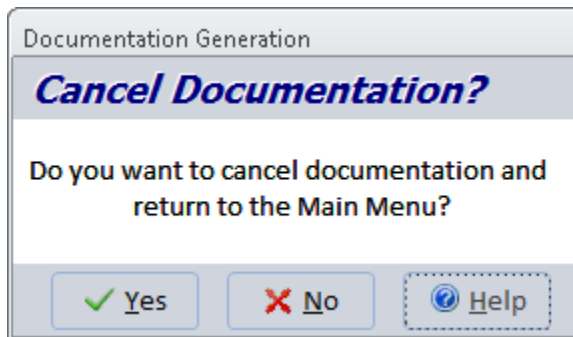 Documentation Generation
Cancel Documentation?
Do you want to cancel documentation and
return to the Main Menu?
Yes
No
Help